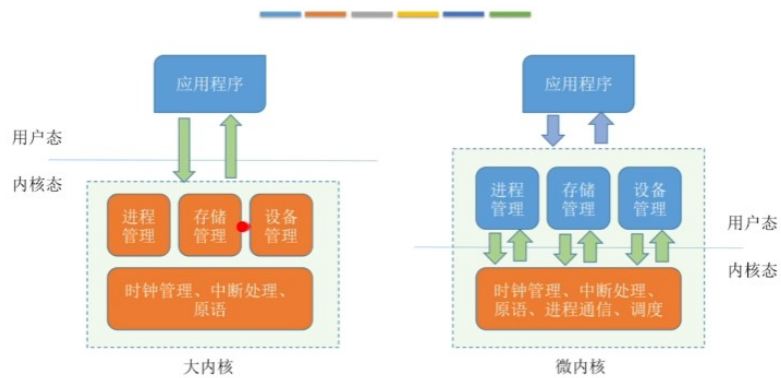 应用程序
用户态
内核态
进程
管理
存储
管理
设备
管理
时钟管理、中断处理、
原语
大内核
应用程序
进程
管理
存储
管理
设备
管理
用户态
内核态
时钟管理、中断处理、
原语、进程通信、调度
微内核